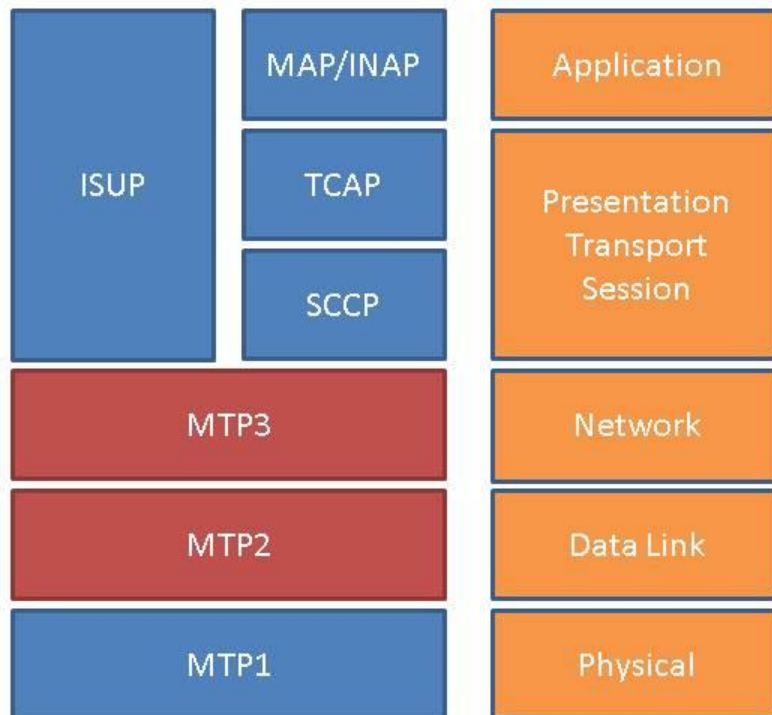 MAP/INAP
Application
ISUP
TCAP
Presentation
Transport
Session
SCCP
MTP3
Network
MTP2
Data Link
MTP1
Physical